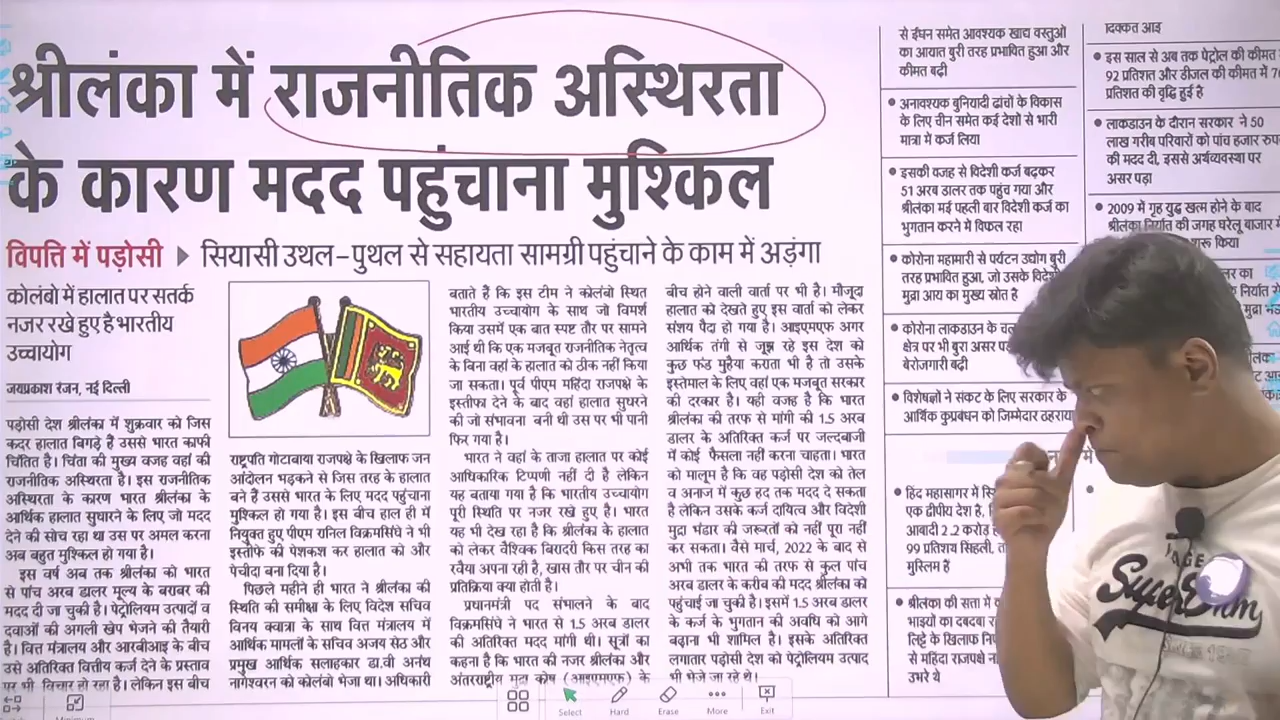 श्रीलंका में राजनीतिक अस्थिरता
के कारण मदद पहुंचाना मुश्किल
विपत्ति में पड़ोसी
सियासी उथल-पुथल से सहायता सामग्री पहुंचाने के काम में अड़ंगा
कोलंबो में हालात पर सतर्क
नजर रखे हुए है भारतीय
उच्चायोग
जयप्रकाश रंजन, नई दिल्ली
पड़ोसी देश श्रीलंका में शुक्रवार को जिस
कदर हालात बिगड़े हैं उससे भारत काफी
चिंतित है। चिंता की मुख्य वजह वहां की
राजनीतिक अस्थिरता है। इस राजनीतिक
अस्थिरता के कारण भारत श्रीलंका के
आर्थिक हालात सुधारने के लिए जो मदद
देने की सोच रहा था उस पर अमल करना
अब बहुत मुश्किल हो गया है।
इस वर्ष अब तक श्रीलंका को भारत
से पांच अरब डालर मूल्य के बराबर की
मदद दी जा चुकी है। पेट्रोलियम उत्पादों व
दवाओं की अगली खेप भेजने की तैयारी
है। वित्त मंत्रालय और आरबीआइ के बीच
उसे अतिरिक्त वित्तीय कर्ज देने के प्रस्ताव
पर भी विचार हो रहा है। लेकिन इस बीच
राष्ट्रपति गोटाबाया राजपक्षे के खिलाफ जन
आंदोलन भड़कने से जिस तरह के हालात
बने हैं उससे भारत के लिए मदद पहुंचाना
मुश्किल हो गया है। इस बीच हाल ही में
नियुक्त हुए पीएम रानिल विक्रमसिंघे ने भी
इस्तीफे की पेशकश कर हालात को और
पेचीदा बना दिया है।
पिछले महीने ही भारत ने श्रीलंका की
स्थिति की समीक्षा के लिए विदेश सचिव
विनय क्वात्रा के साथ वित्त मंत्रालय में
आर्थिक मामलों के सचिव अजय सेठ और
प्रमुख आर्थिक सलाहकार डा.वी अनंथ
नागेश्वरन को कोलंबो भेजा था। अधिकारी
बताते हैं कि इस टीम ने कोलंबो स्थित
भारतीय उच्चायोग के साथ जो विमर्श
किया उसमें एक बात स्पष्ट तौर पर सामने
आई थी कि एक मजबूत राजनीतिक नेतृत्व
के बिना वहां के हालात को ठीक नहीं किया
जा सकता। पूर्व पीएम महिंदा राजपक्षे के
इस्तीफा देने के बाद वहां हालात सुधरने
की जो संभावना बनी थी उस पर भी पानी
फिर गया है।
भारत ने वहां के ताजा हालात पर कोई
आधिकारिक टिप्पणी नहीं दी है लेकिन
यह बताया गया है कि भारतीय उच्चायोग
पूरी स्थिति पर नजर रखे हुए है। भारत
यह भी देख रहा है कि श्रीलंका के हालात
को लेकर वैश्विक बिरादरी किस तरह का
रवैया अपना रही है, खास तौर पर चीन की
प्रतिक्रिया क्या होती है।
प्रधानमंत्री पद संभालने के बाद
विक्रमसिंघे ने भारत से 1.5 अरब डालर
की अतिरिक्त मदद मांगी थी। सूत्रों का
कहना है कि भारत की नजर श्रीलंका और
अंतरराष्ट्रीय मुद्रा कोष (आइएमएफ) के
बीच होने वाली वार्ता पर भी है। मौजूदा
हालात को देखते हुए इस वार्ता को लेकर
संशय पैदा हो गया है। आइएमएफ अगर
आर्थिक तंगी से जूझ रहे इस देश को
कुछ फंड मुहैया कराता भी है तो उसके
इस्तेमाल के लिए वहां एक मजबूत सरकार
की दरकार है। यही वजह है कि भारत
श्रीलंका की तरफ से मांगी की 1.5 अरब
डालर के अतिरिक्त कर्ज पर जल्दबाजी
में कोई फैसला नहीं करना चाहता। भारत
को मालूम है कि वह पड़ोसी देश को तेल
व अनाज में कुछ हद तक मदद दे सकता
है लेकिन उसके कर्ज दायित्व और विदेशी
मुद्रा भंडार की जरूरतों को नहीं पूरा नहीं
कर सकता। वैसे मार्च, 2022 के बाद से
अभी तक भारत की तरफ से कुल पांच
अरब डालर के करीब की मदद श्रीलंका को
पहुंचाई जा चुकी है। इसमें 1.5 अरब डालर
के कर्ज के भुगतान की अवधि को आगे
बढ़ाना भी शामिल है। इसके अतिरिक्त
लगातार पड़ोसी देश को पेट्रोलियम उत्पाद
भी भेजे जा रहे थे।
से ईंधन समेत आवश्यक खाद्य वस्तुओं
का आयात बुरी तरह प्रभावित हुआ और
कीमत बढ़ी
अनावश्यक बुनियादी ढांचों के विकास
के लिए चीन समेत कई देशों से भारी
मात्रा में कर्ज लिया
इसकी वजह से विदेशी कर्ज बढ़कर
51 अरब डालर तक पहुंच गया और
श्रीलंका मई पहली बार विदेशी कर्ज का
भुगतान करने में विफल रहा
कोरोना महामारी से पर्यटन उद्योग बुरी
तरह प्रभावित हुआ, जो उसके
मुद्रा आय का मुख्य स्रोत है
कोरोना लाकडाउन के
क्षेत्र पर भी बुरा असर
बेरोजगारी बढ़ी
विशेषज्ञों ने संकट के लिए सरकार के
आर्थिक कुप्रबंधन को जिम्मेदार ठहराया
हिंद महासागर में
एक द्वीपीय देश है,
आबादी 2.2 करोड़
99 प्रतिशय सिंहली,
मुस्लिम हैं
श्रीलंका की सत्ता में
भाइयों का दबदबा
लिट्टे के खिलाफ
से महिंदा राजपक्षे
उभरे थे
दिक्कत आई
इस साल से अब तक पेट्रोल की कीमत
92 प्रतिशत और डीजल की कीमत में
प्रतिशत की वृद्धि हुई है
लाकडाउन के दौरान सरकार ने 50
लाख गरीब परिवारों को पांच हजार
की मदद दी, इससे अर्थव्यवस्था पर
असर पड़ा
2009 में गृह युद्ध खत्म होने के बाद
श्रीलंका निर्यात की जगह घरेलू बाजार
शुरू किया
Select
Hard
Erase
More
Exit